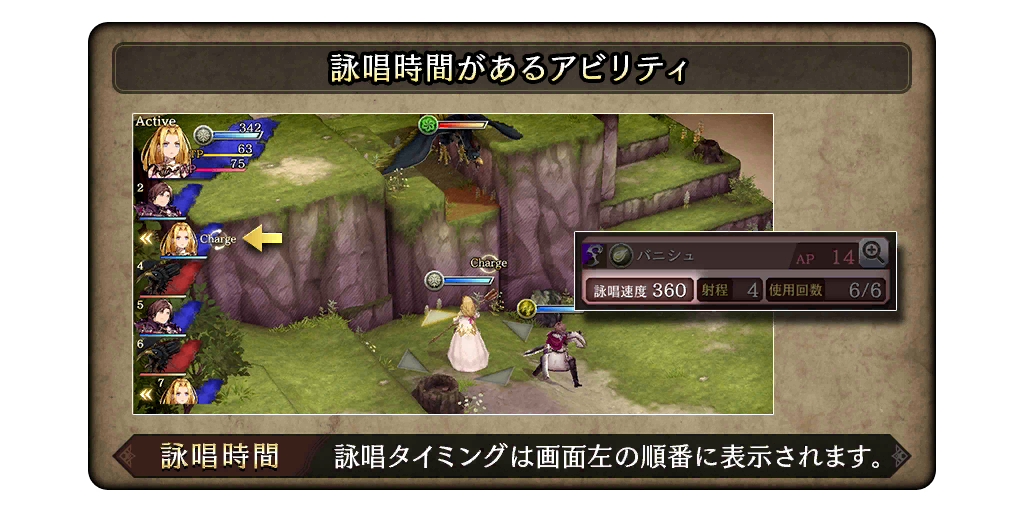 詠唱時間があるアビリティ
Active
342
TP 63
75
2
Charge
4
5
6
7
Charge
バニシュ AP 14
詠唱速度 360 射程 4 使用回数 6/6
詠唱時間 詠唱タイミングは画面左の順番に表示されます。